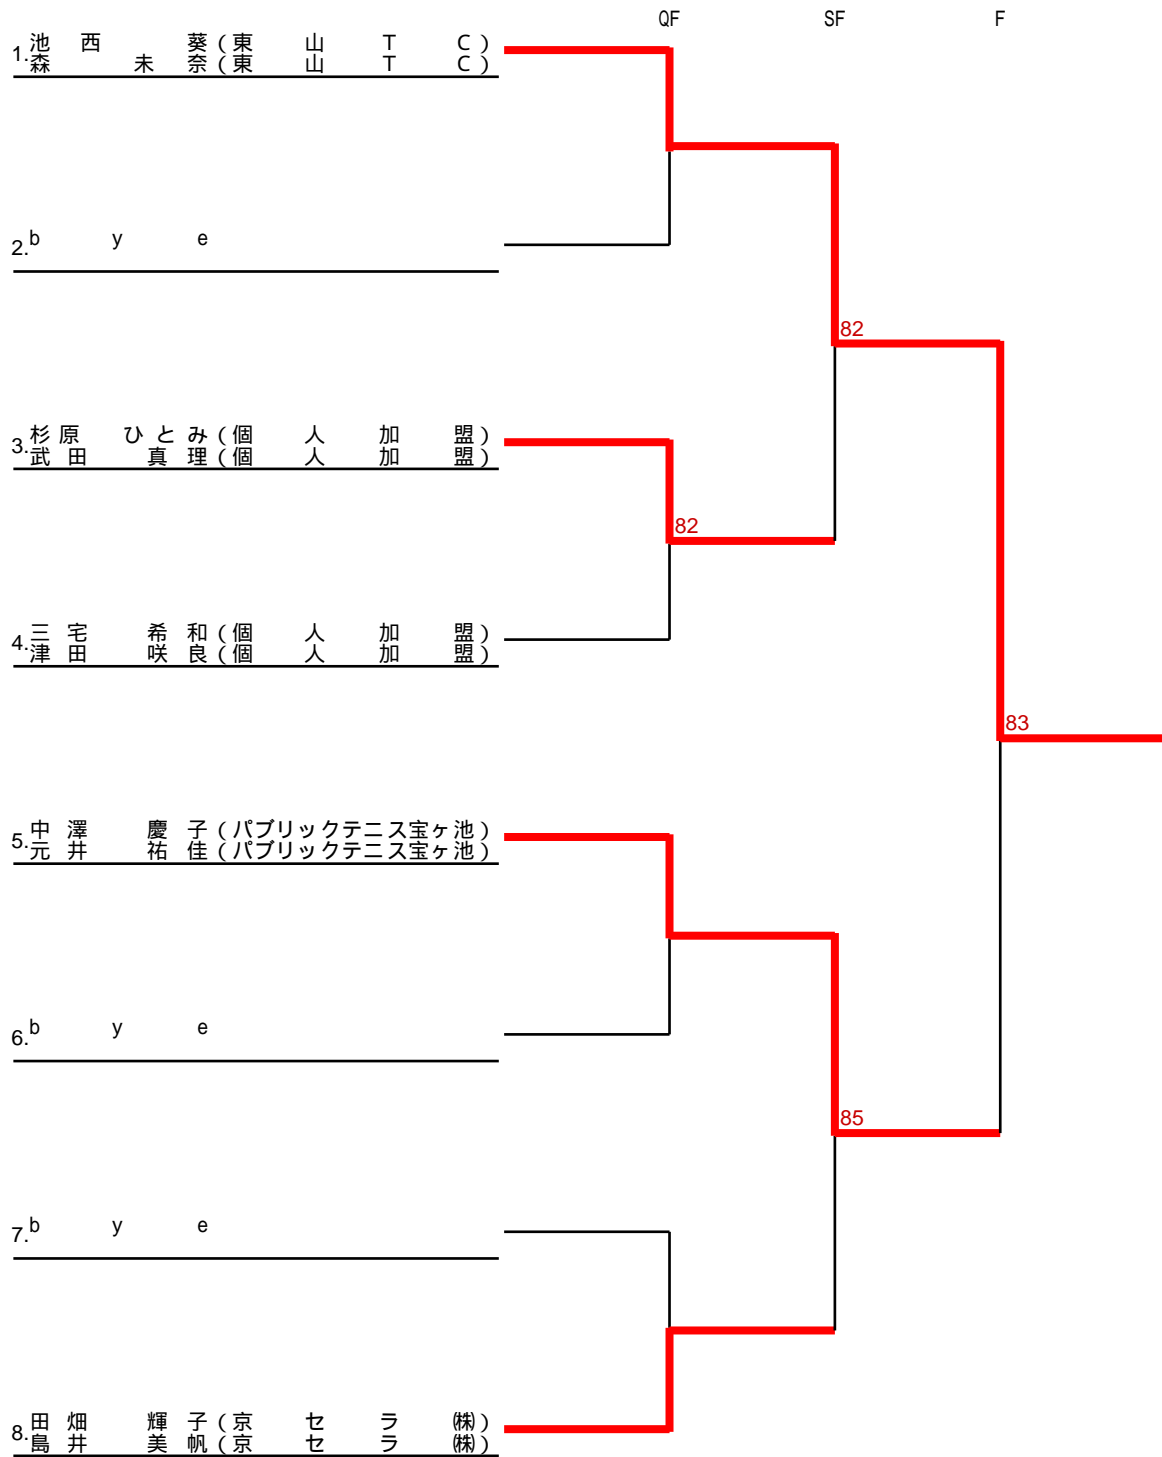 QF SF F
1. 池西 葵(東山TC)
森 未奈(東山TC)
2. bye
82
3. 杉原 ひとみ(個人加盟)
武田 真理(個人加盟)
82
4. 三宅 希和(個人加盟)
津田 咲良(個人加盟)
83
5. 中澤 慶子(パブリックテニス宝ヶ池)
元井 祐佳(パブリックテニス宝ヶ池)
6. bye
85
7. bye
8. 田畑 輝子(京セラ㈱)
島井 美帆(京セラ㈱)